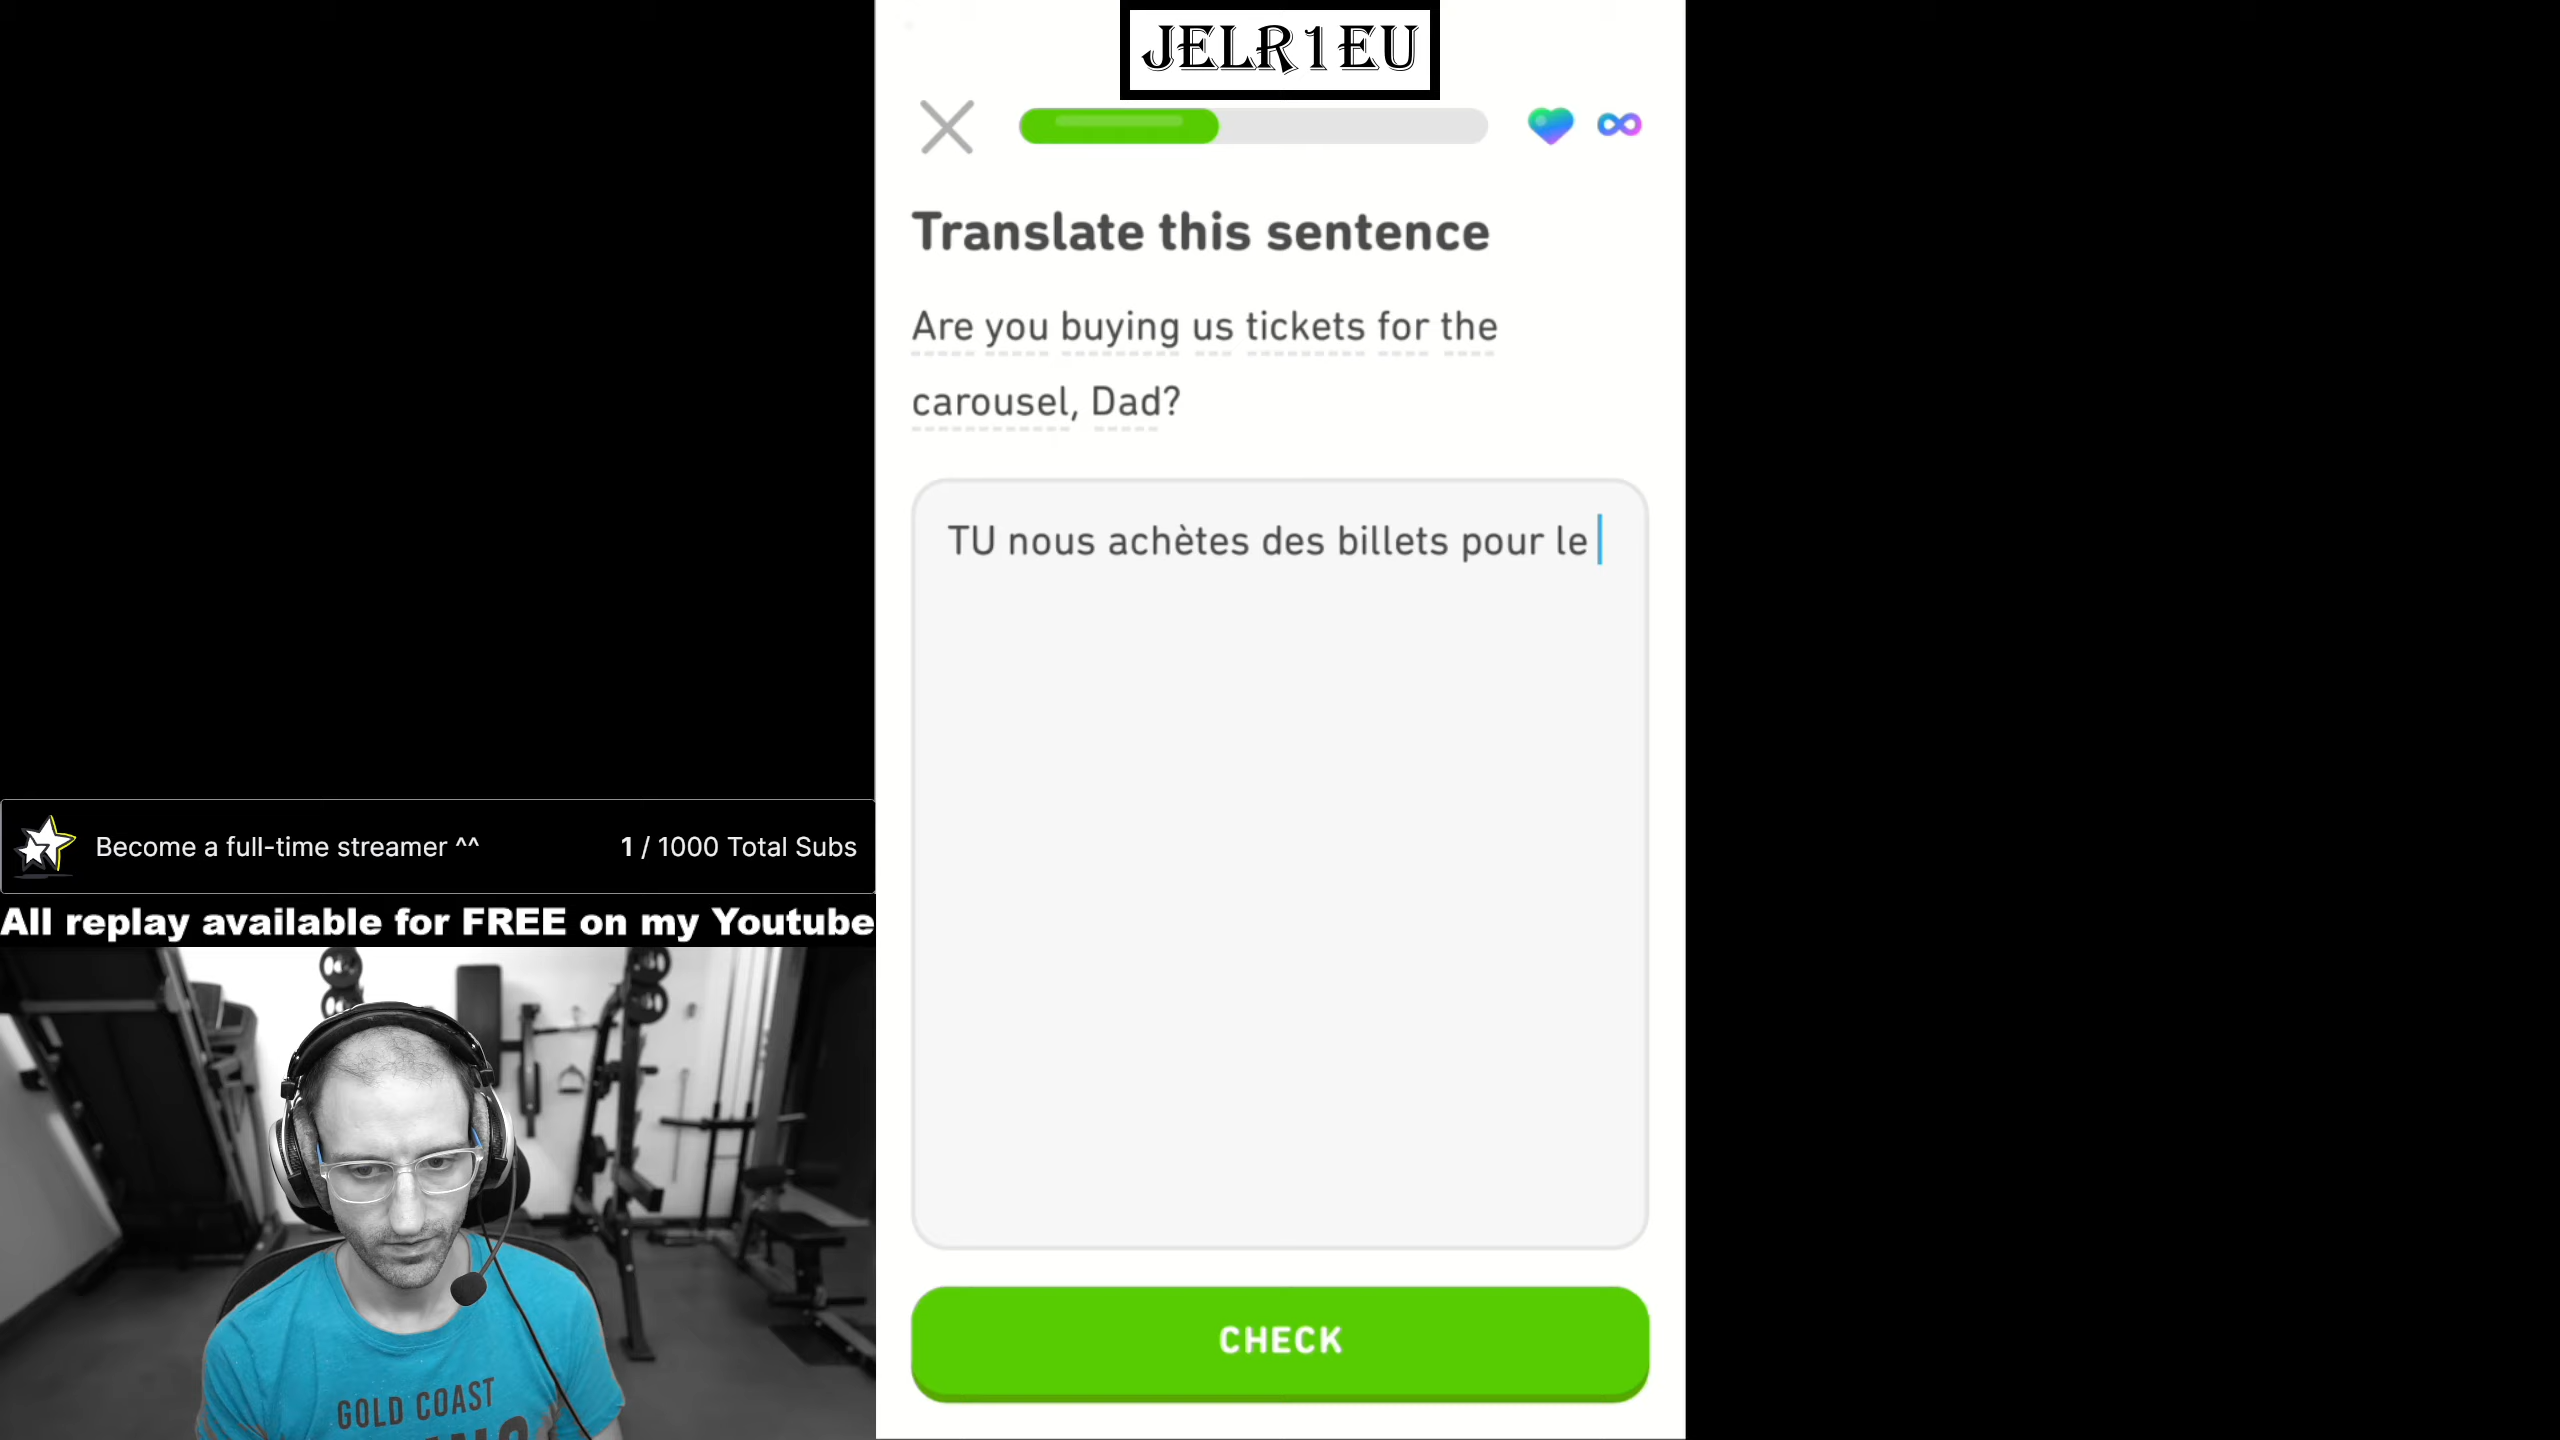 JELR1EU
Translate this sentence
Are you buying us tickets for the
carousel, Dad?
TU nous achètes des billets pour le
CHECK
Become a full-time streamer ^^ 1 / 1000 Total Subs
All replay available for FREE on my Youtube
GOLD COAST